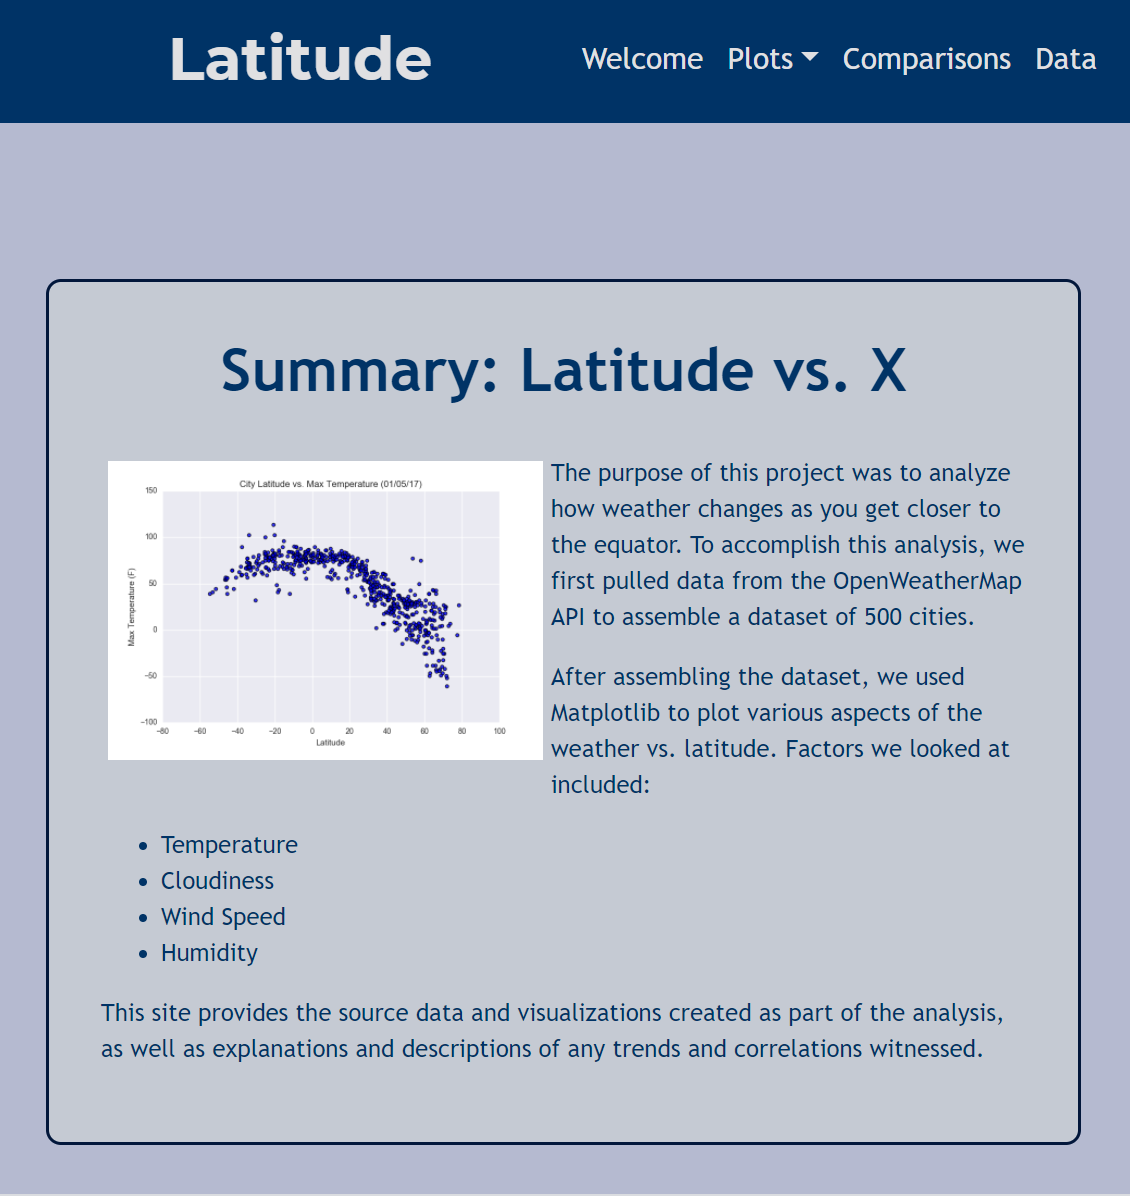 Latitude
Welcome Plots Comparisons Data
Summary: Latitude vs. X
City Latitude vs. Max Temperature (01/05/17)
150
100
50
0
−50
−100
Max Temperature (F)
−80 −60 −40 −20 0 20 40 60 80 100
Latitude
The purpose of this project was to analyze
how weather changes as you get closer to
the equator. To accomplish this analysis, we
first pulled data from the OpenWeatherMap
API to assemble a dataset of 500 cities.
After assembling the dataset, we used
Matplotlib to plot various aspects of the
weather vs. latitude. Factors we looked at
included:
• Temperature
• Cloudiness
• Wind Speed
• Humidity
This site provides the source data and visualizations created as part of the analysis,
as well as explanations and descriptions of any trends and correlations witnessed.